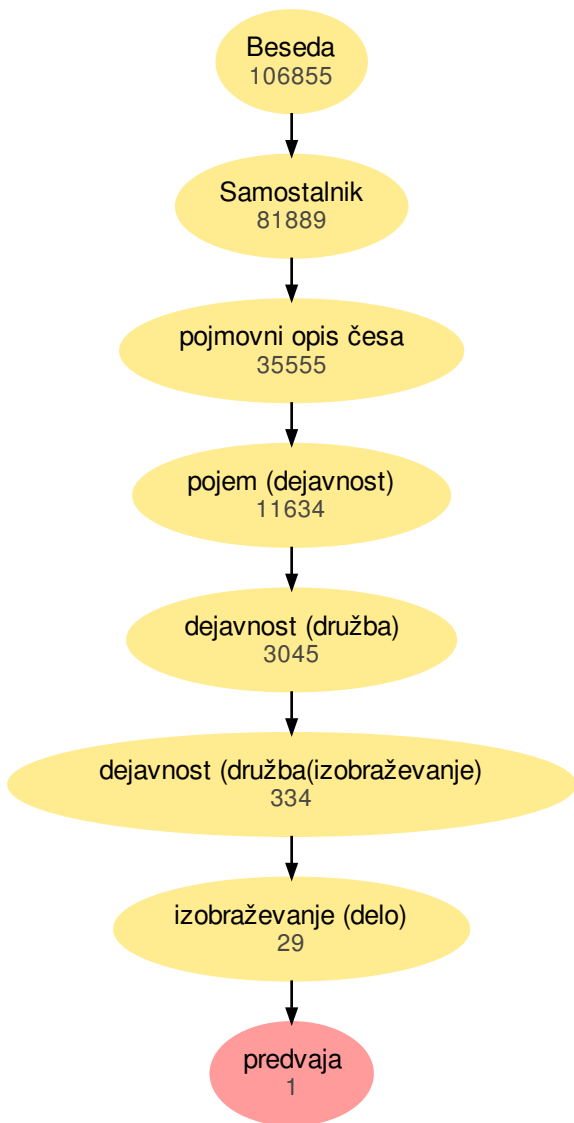 Beseda
106855
Samostalnik
81889
pojmovni opis česa
35555
pojem (dejavnost)
11634
dejavnost (družba)
3045
dejavnost (družba(izobraževanje)
334
izobraževanje (delo)
29
predvaja
1